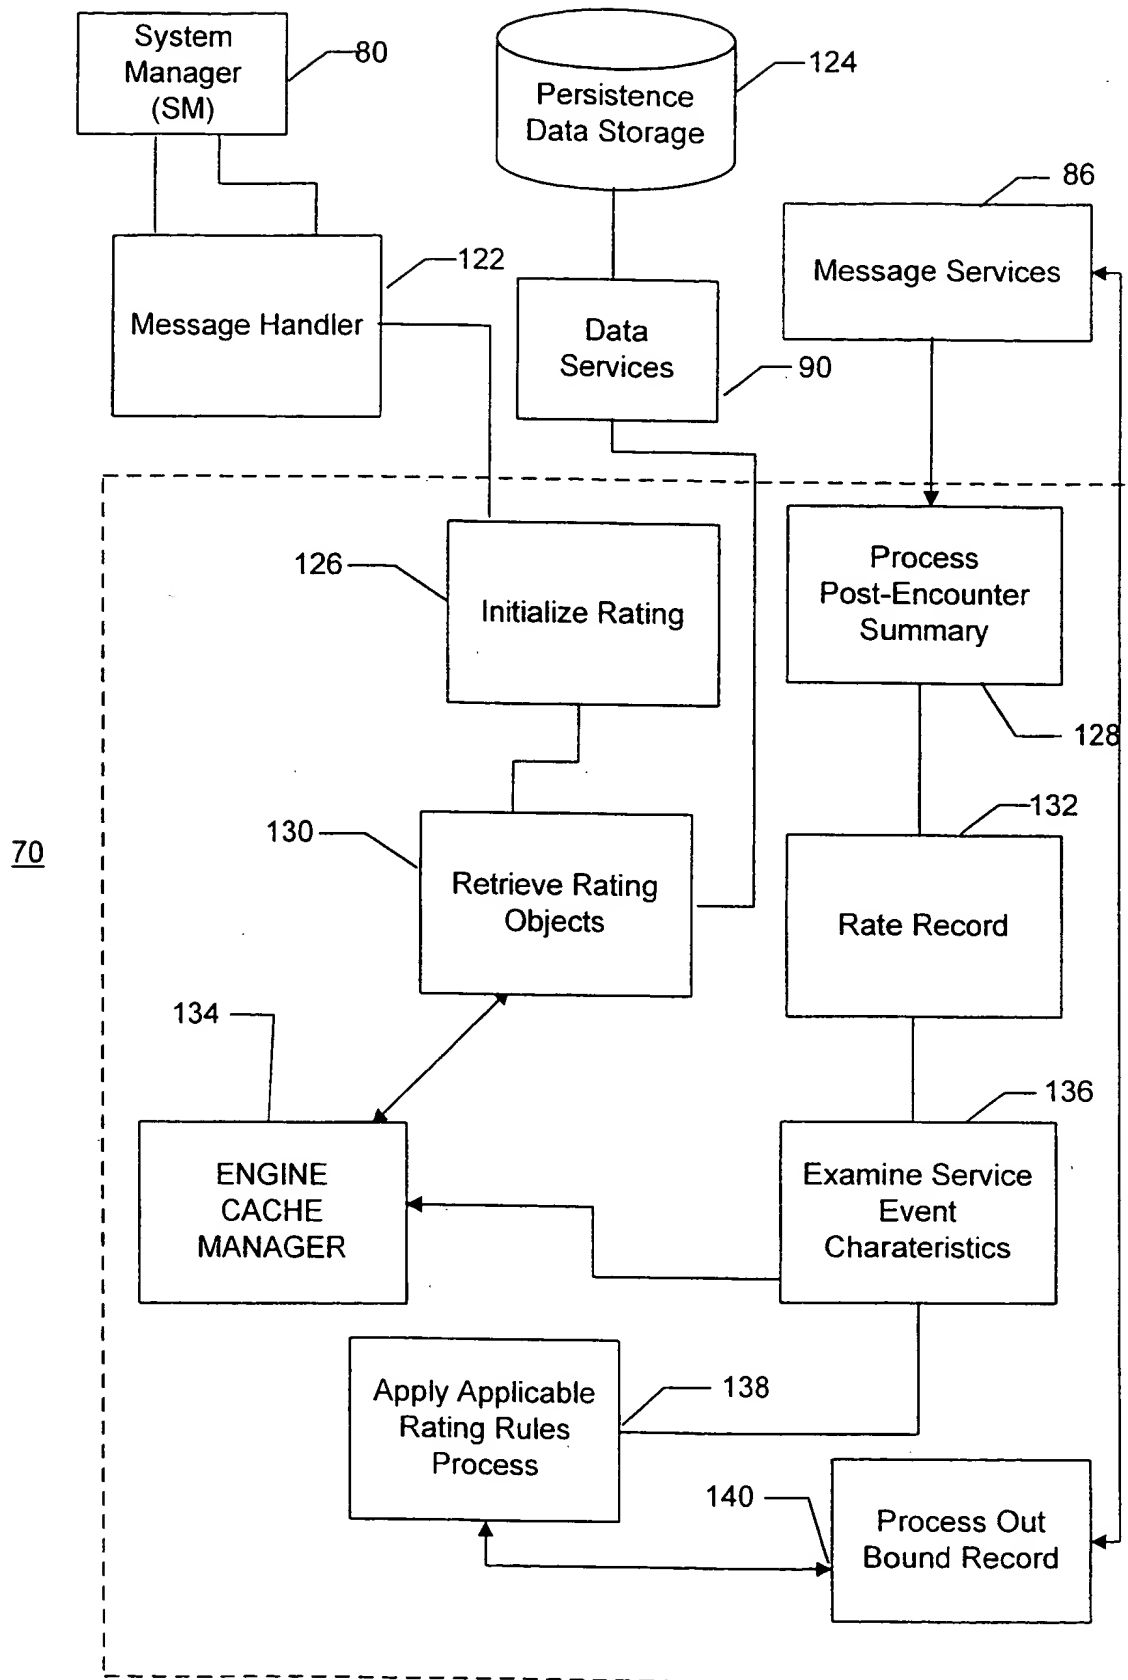 System
Manager
(SM)
80
Persistence
Data Storage
124
86
Message Services
122
Message Handler
Data
Services
90
126
Initialize Rating
Process
Post-Encounter
Summary
128
132
130
70
Retrieve Rating
Objects
Rate Record
134
136
ENGINE
CACHE
MANAGER
Examine Service
Event
Charateristics
Apply Applicable
Rating Rules
Process
138
140
Process Out
Bound Record